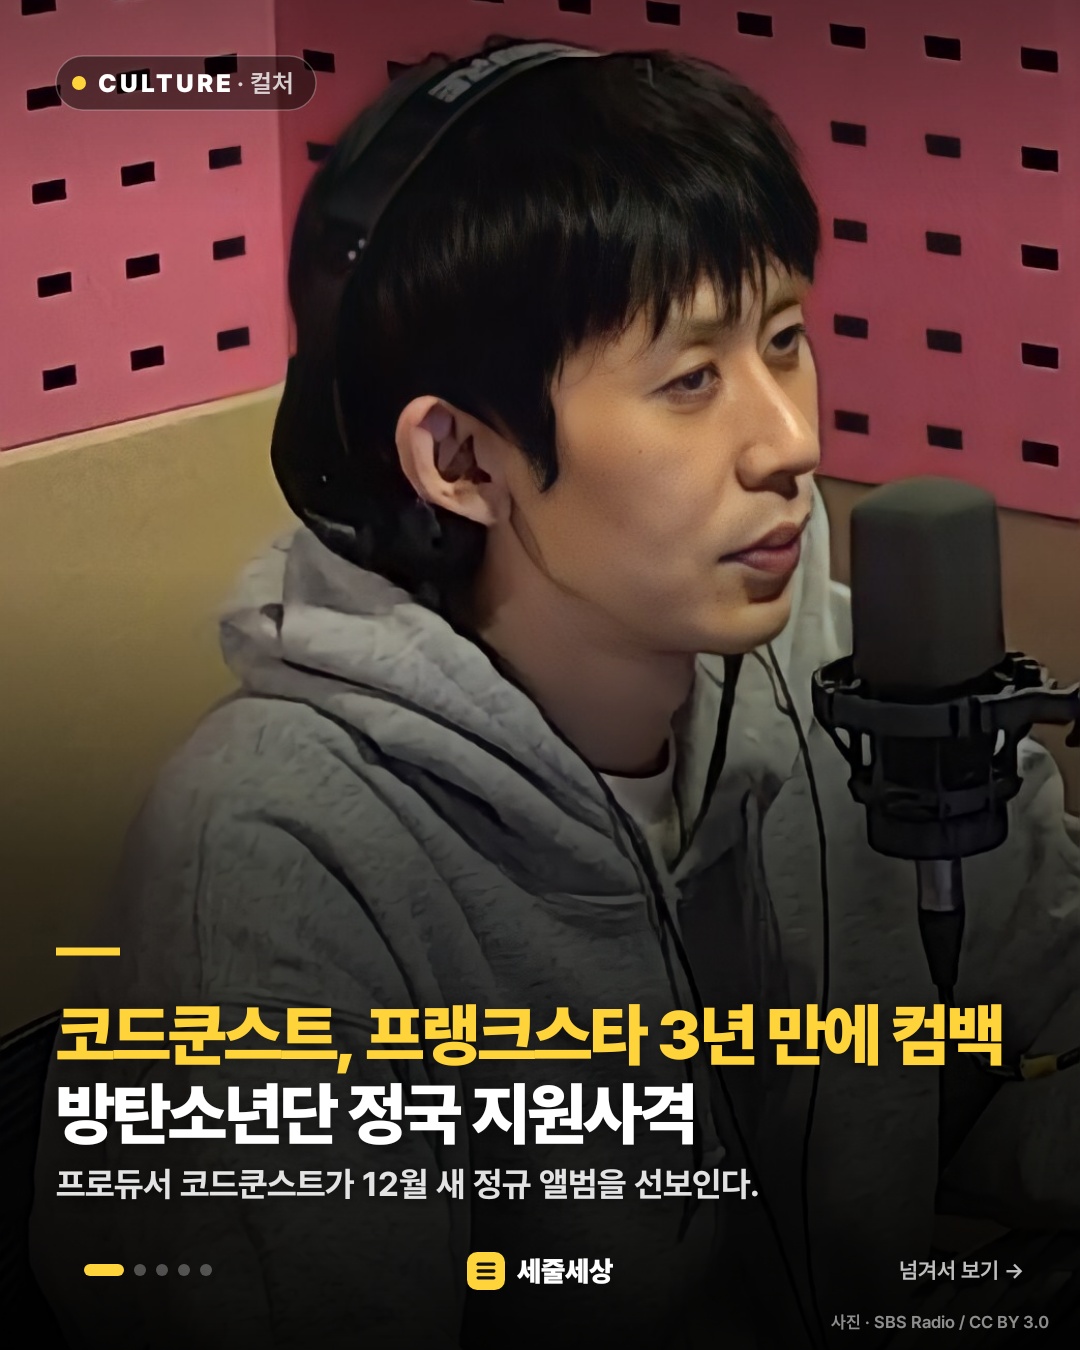 CULTURE · 컬처
코드쿤스트, 프랭크스타 3년 만에 컴백
방탄소년단 정국 지원사격
프로듀서 코드쿤스트가 12월 새 정규 앨범을 선보인다.
세줄세상
넘겨서 보기 →
사진 · SBS Radio / CC BY 3.0